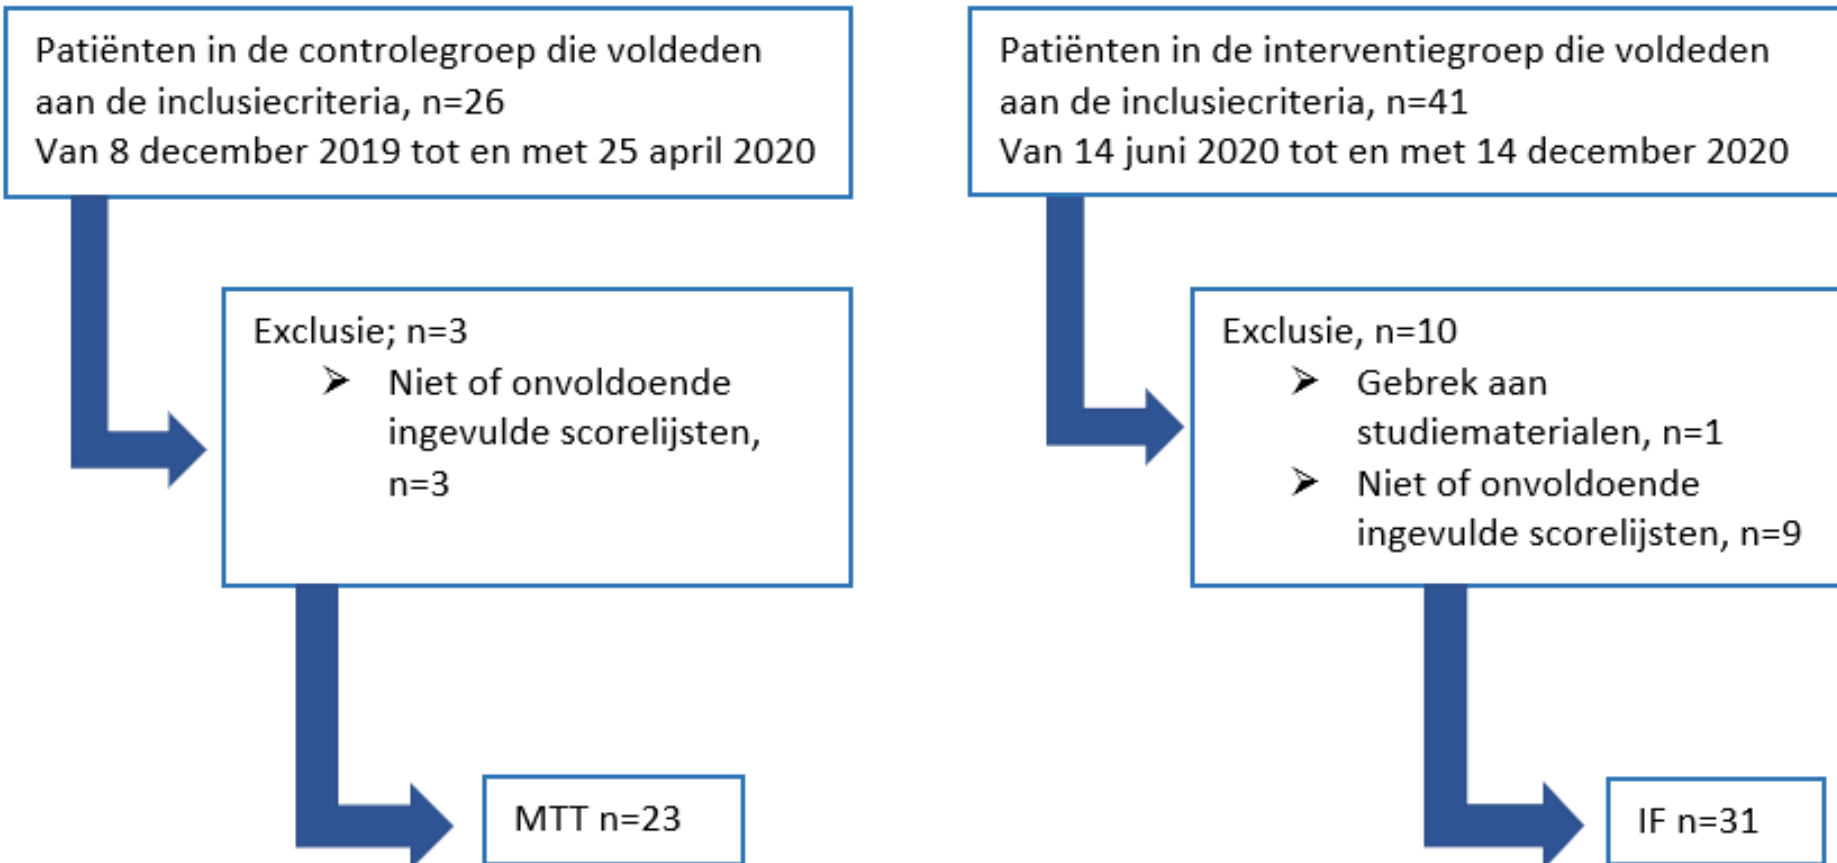 Patiënten in de controlegroep die voldeden
aan de inclusiecriteria, n=26
Van 8 december 2019 tot en met 25 april 2020
Exclusie; n=3
➢ Niet of onvoldoende
ingevulde scorelijsten,
n=3
MTT n=23
Patiënten in de interventiegroep die voldeden
aan de inclusiecriteria, n=41
Van 14 juni 2020 tot en met 14 december 2020
Exclusie, n=10
➢ Gebrek aan
studiematerialen, n=1
➢ Niet of onvoldoende
ingevulde scorelijsten, n=9
IF n=31